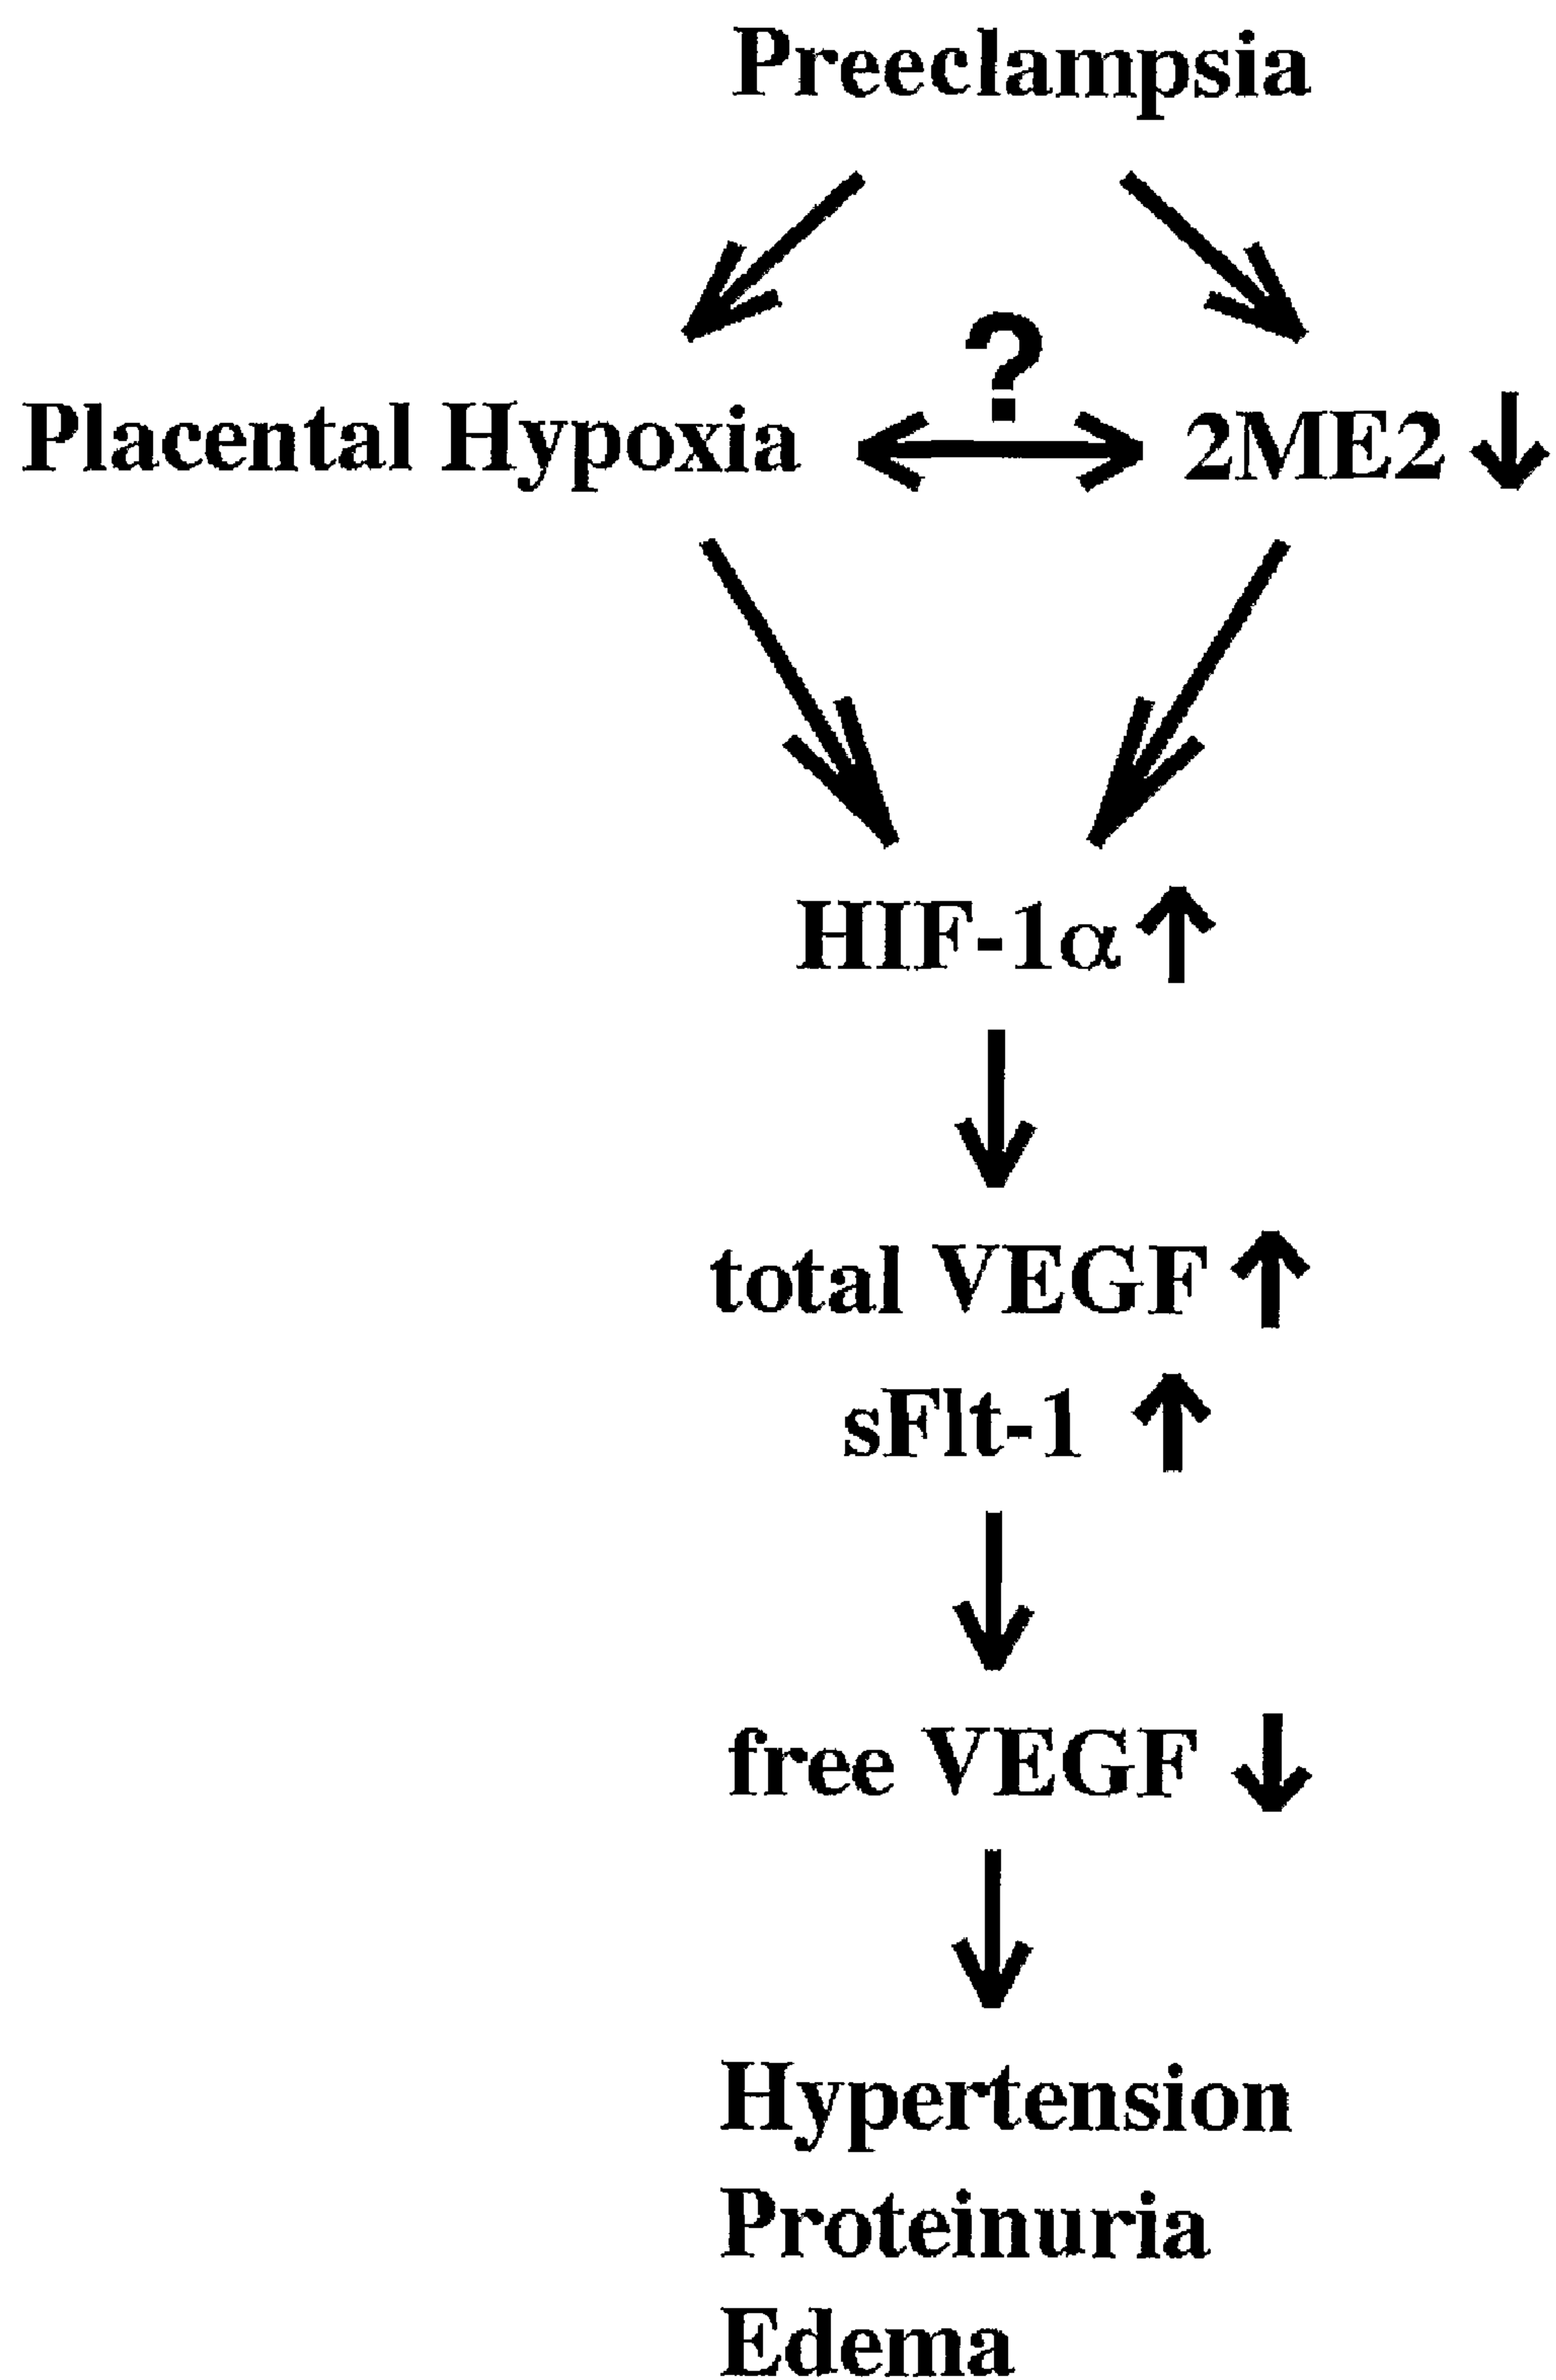 Preeclampsia
?
Placental Hypoxia 2ME2 ↓
HIF-1α ↑
total VEGF ↑
sFlt-1 ↑
free VEGF ↓
Hypertension
Proteinuria
Edema